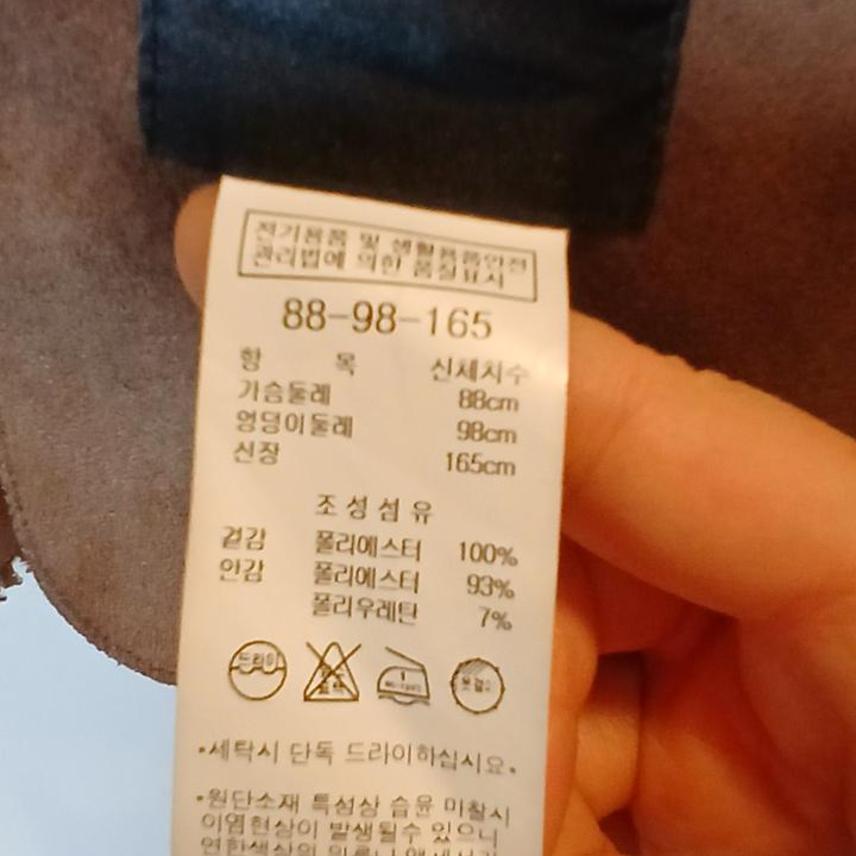 전기용품 및 생활용품안전
관리법에 의한 품질표시
88-98-165
항 목 신체치수
가슴둘레 88cm
엉덩이둘레 98cm
신장 165cm
조성섬유
겉감 폴리에스터 100%
안감 폴리에스터 93%
폴리우레탄 7%
드라이
옷걸이
•세탁시 단독 드라이하십시요•
•원단소재 특성상 습윤 마찰시
이염현상이 발생될수 있으니